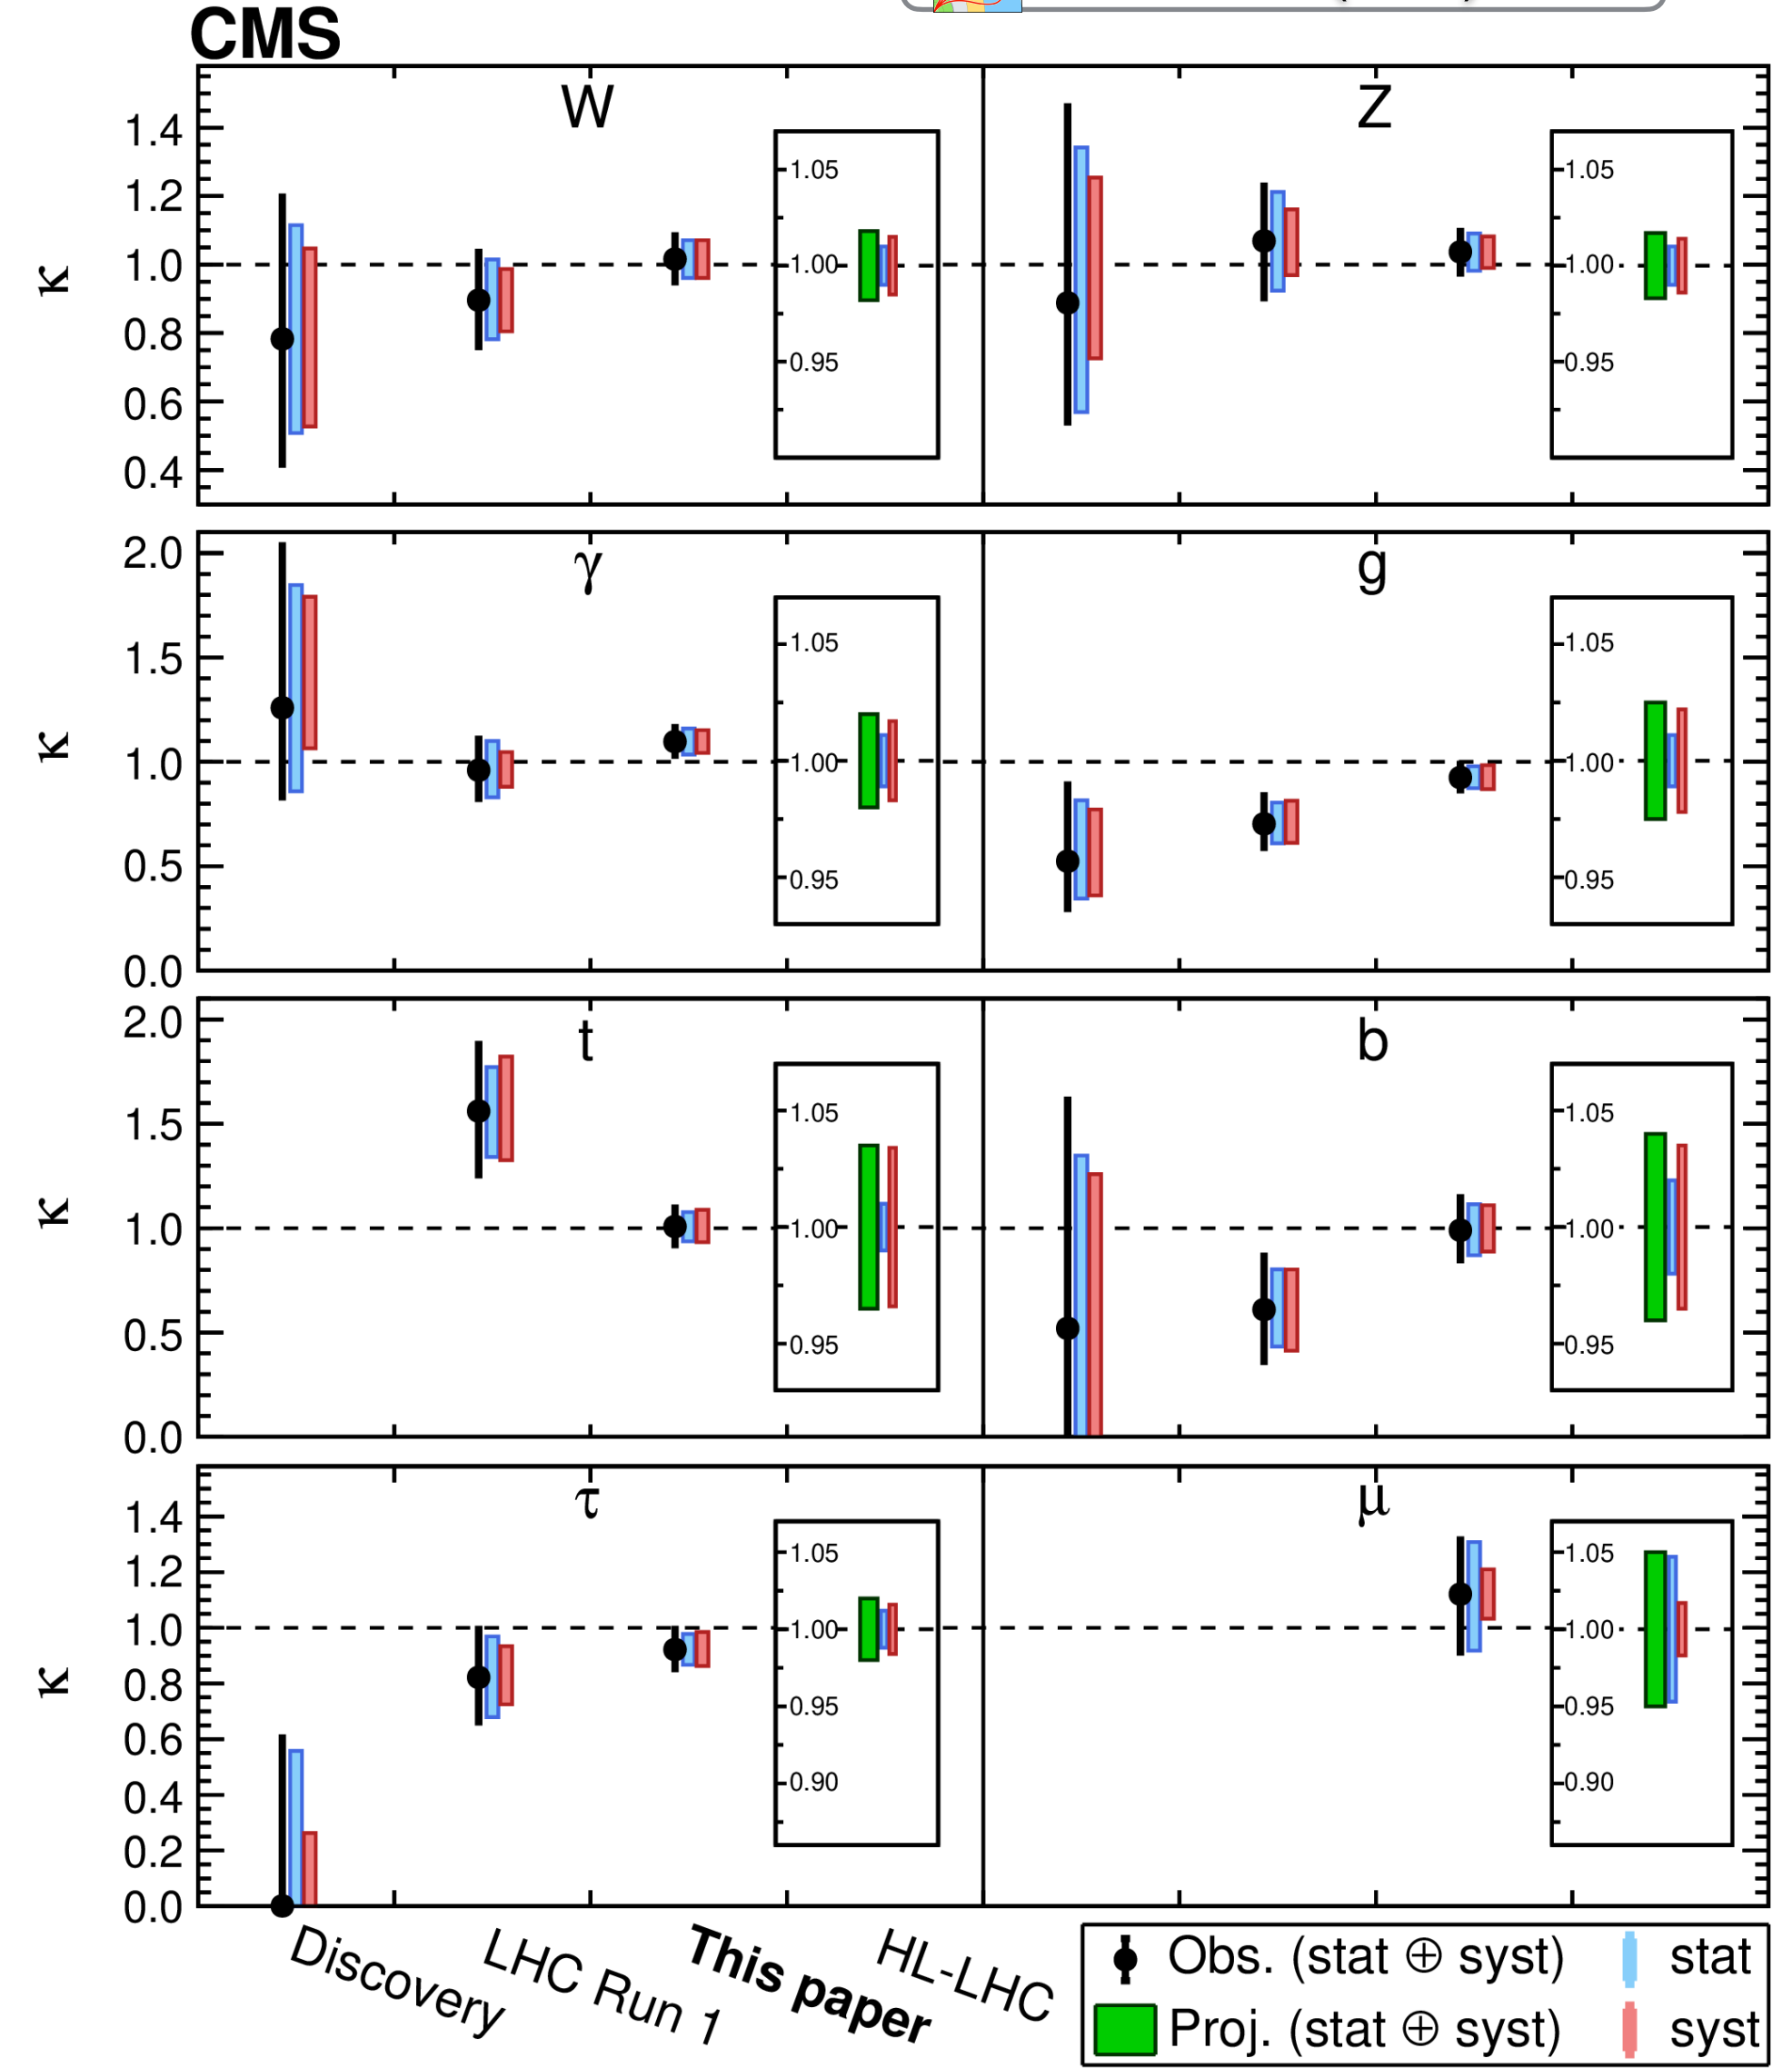 CMS
W
Z
κ
1.4
1.2
1.0
0.8
0.6
0.4
1.05
1.00
0.95
1.05
1.00
0.95
γ
g
κ
2.0
1.5
1.0
0.5
0.0
1.05
1.00
0.95
1.05
1.00
0.95
t
b
κ
2.0
1.5
1.0
0.5
0.0
1.05
1.00
0.95
1.05
1.00
0.95
τ
μ
κ
1.4
1.2
1.0
0.8
0.6
0.4
0.2
0.0
1.05
1.00
0.95
0.90
1.05
1.00
0.95
0.90
Discovery
LHC Run 1
This paper
HL-LHC
Obs. (stat ⊕ syst)
stat
Proj. (stat ⊕ syst)
syst